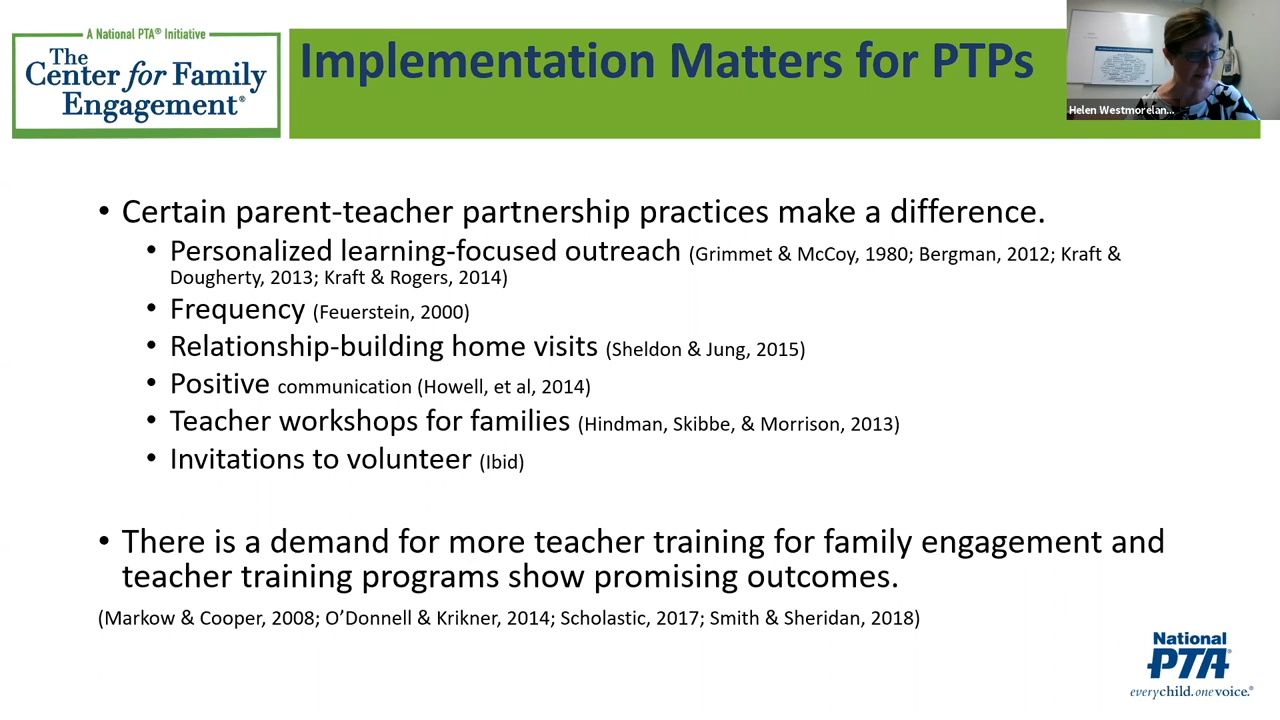 A National PTA® Initiative
The
Center for Family
Engagement®
Implementation Matters for PTPs
Helen Westmorelan...
• Certain parent-teacher partnership practices make a difference.
• Personalized learning-focused outreach (Grimmet & McCoy, 1980; Bergman, 2012; Kraft &
Dougherty, 2013; Kraft & Rogers, 2014)
• Frequency (Feuerstein, 2000)
• Relationship-building home visits (Sheldon & Jung, 2015)
• Positive communication (Howell, et al, 2014)
• Teacher workshops for families (Hindman, Skibbe, & Morrison, 2013)
• Invitations to volunteer (Ibid)
• There is a demand for more teacher training for family engagement and
teacher training programs show promising outcomes.
(Markow & Cooper, 2008; O’Donnell & Krikner, 2014; Scholastic, 2017; Smith & Sheridan, 2018)
National
PTA®
everychild.onevoice.®